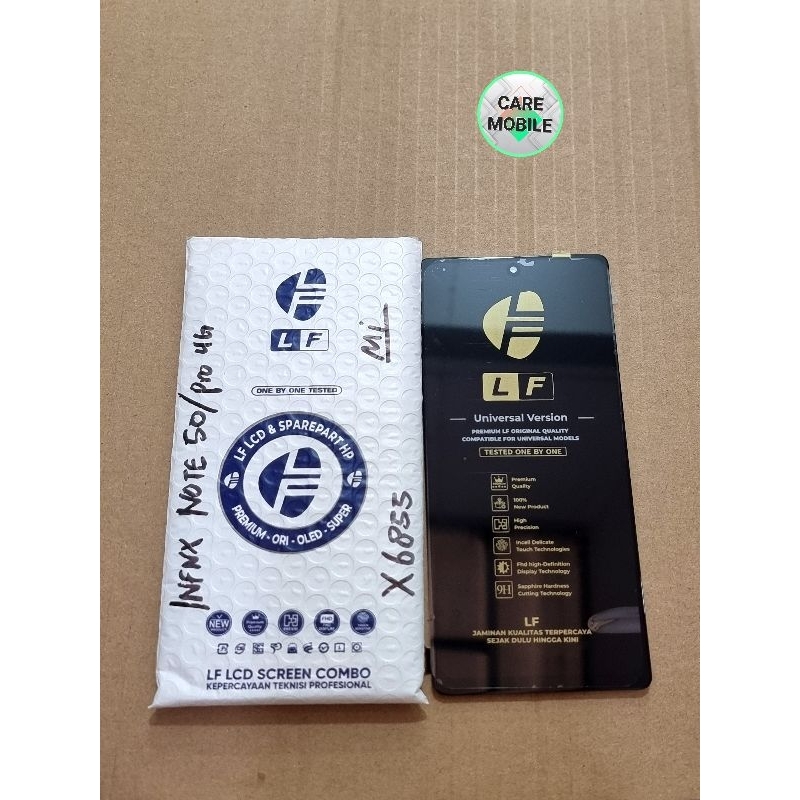 CARE
MOBILE
LF
ONE BY ONE TESTED
LF LCD & SPAREPART HP
PREMIUM - ORI - OLED - SUPER
INFNX NOTE 50/pro 4G
X6855
NEW
FHD
LF LCD SCREEN COMBO
KEPERCAYAAN TEKNISI PROFESIONAL
LF
Universal Version
PREMIUM LF ORIGINAL QUALITY
COMPATIBLE FOR UNIVERSAL MODELS
TESTED ONE BY ONE
Premium
Quality
100%
New Product
High
Precision
Incell Delicate
Touch Technologies
Fhd high-Definition
Display Technology
9H
Sapphire Hardness
Cutting Technology
LF
JAMINAN KUALITAS TERPERCAYA
SEJAK DULU HINGGA KINI